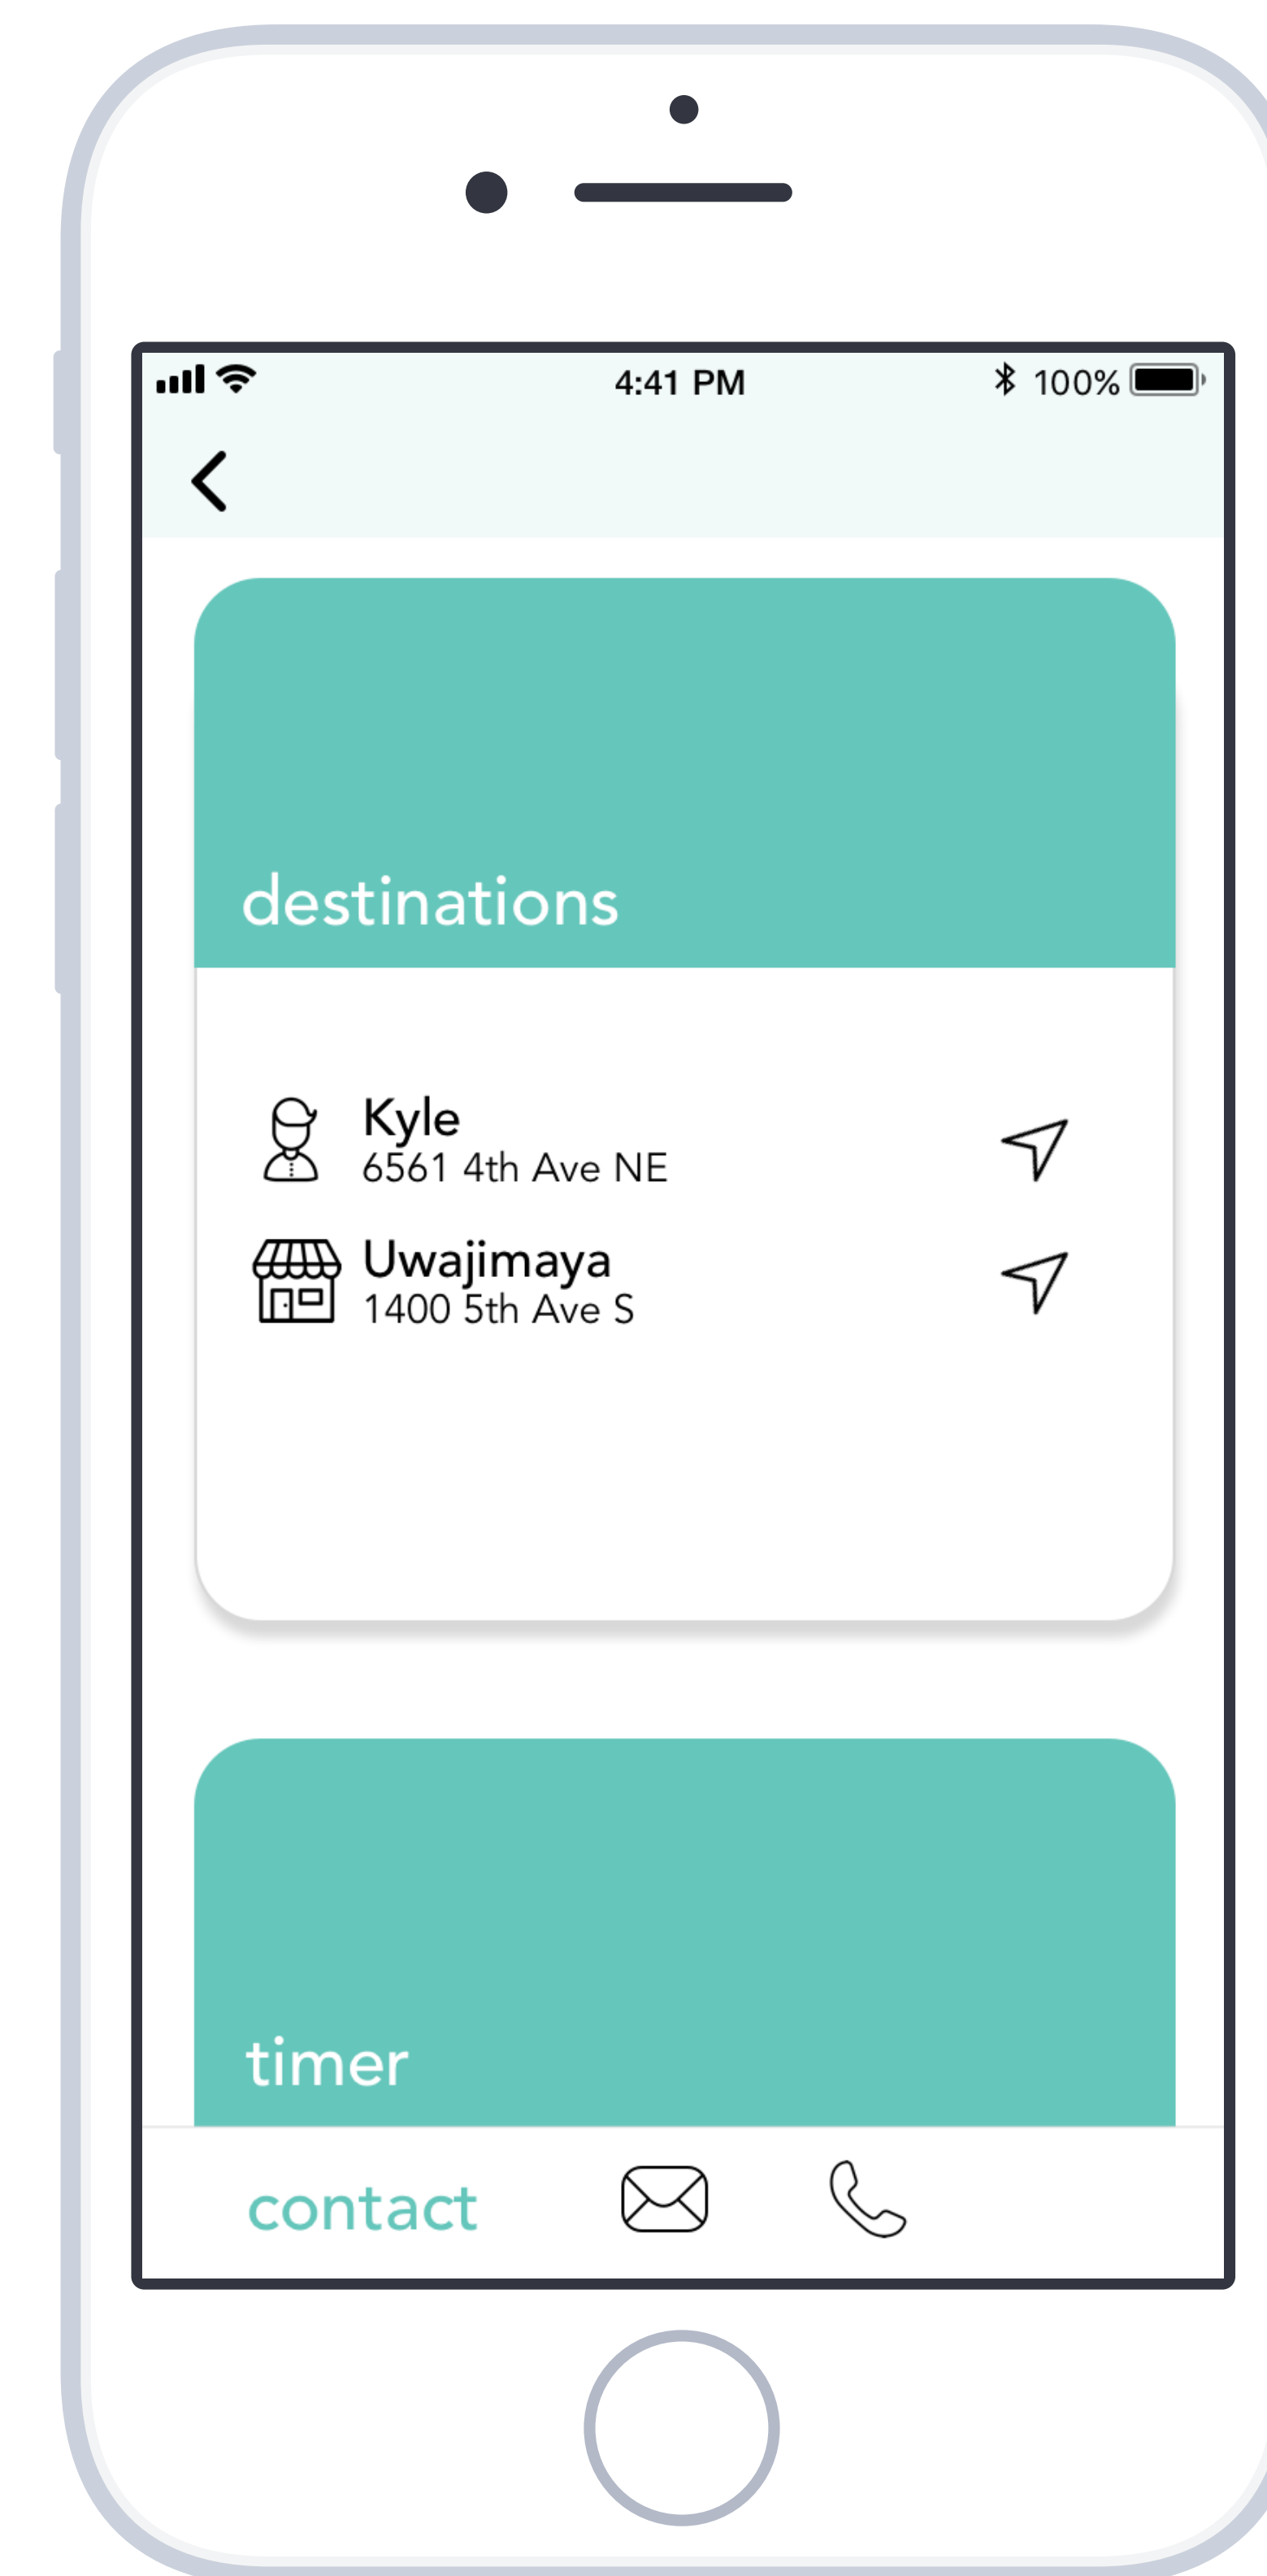 4:41 PM
100%
destinations
Kyle
6561 4th Ave NE
Uwajimaya
1400 5th Ave S
timer
contact